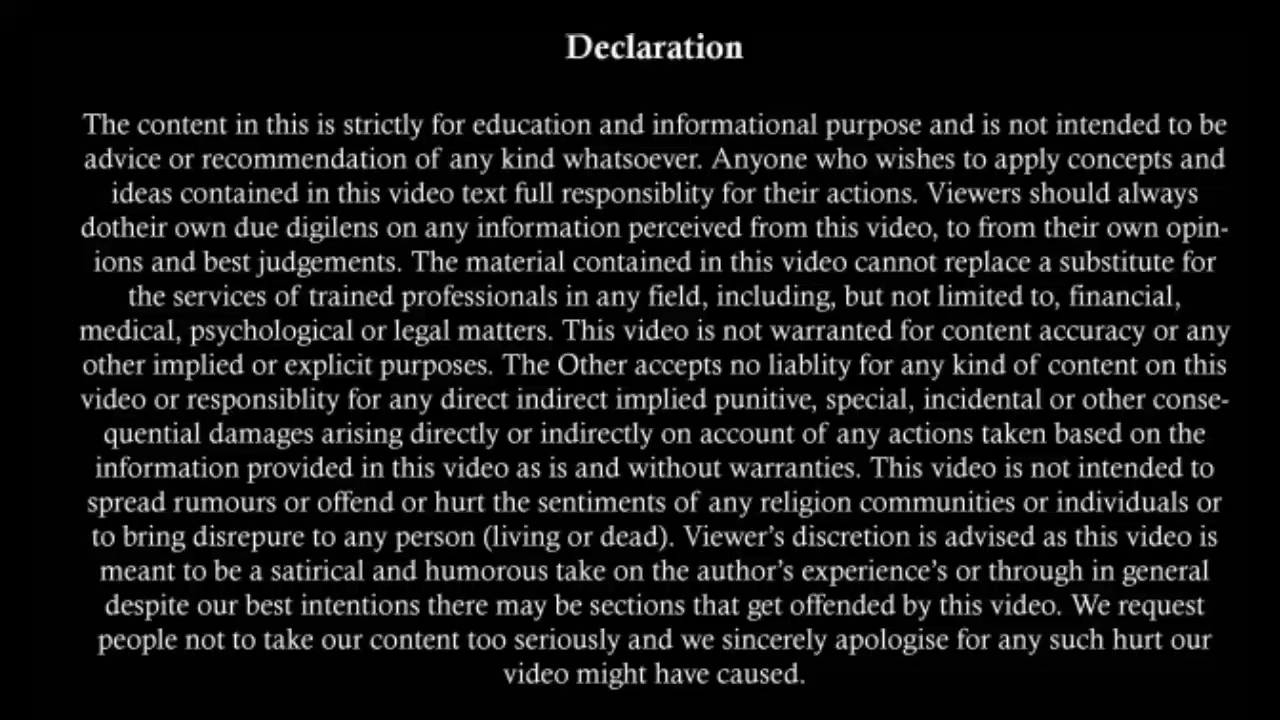 Declaration
The content in this is strictly for education and informational purpose and is not intended to be
advice or recommendation of any kind whatsoever. Anyone who wishes to apply concepts and
ideas contained in this video text full responsiblity for their actions. Viewers should always
dotheir own due digilens on any information perceived from this video, to from their own opin-
ions and best judgements. The material contained in this video cannot replace a substitute for
the services of trained professionals in any field, including, but not limited to, financial,
medical, psychological or legal matters. This video is not warranted for content accuracy or any
other implied or explicit purposes. The Other accepts no liablity for any kind of content on this
video or responsiblity for any direct indirect implied punitive, special, incidental or other conse-
quential damages arising directly or indirectly on account of any actions taken based on the
information provided in this video as is and without warranties. This video is not intended to
spread rumours or offend or hurt the sentiments of any religion communities or individuals or
to bring disrepure to any person (living or dead). Viewer's discretion is advised as this video is
meant to be a satirical and humorous take on the author's experience's or through in general
despite our best intentions there may be sections that get offended by this video. We request
people not to take our content too seriously and we sincerely apologise for any such hurt our
video might have caused.